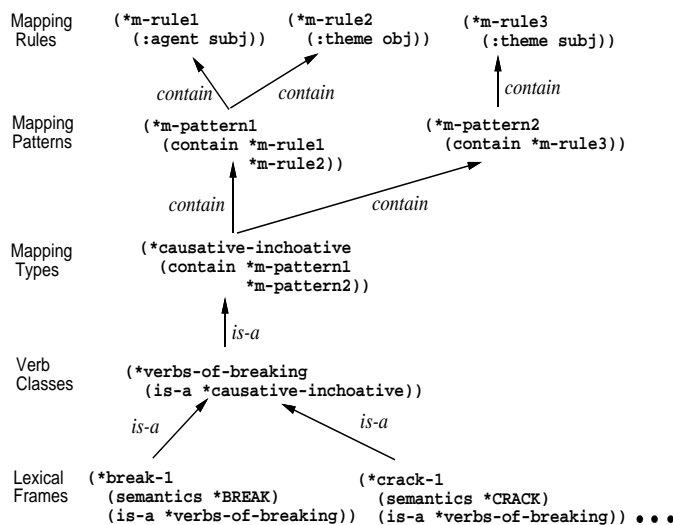 Mapping
Rules
(*m-rule1
(:agent subj))
(*m-rule2
(:theme obj))
(*m-rule3
(:theme subj))
contain
contain
contain
Mapping
Patterns
(*m-pattern1
(contain *m-rule1
*m-rule2))
(*m-pattern2
(contain *m-rule3))
contain
contain
Mapping
Types
(*causative-inchoative
(contain *m-pattern1
*m-pattern2))
is-a
Verb
Classes
(*verbs-of-breaking
(is-a *causative-inchoative))
is-a
is-a
Lexical
Frames
(*break-1
(semantics *BREAK)
(is-a *verbs-of-breaking))
(*crack-1
(semantics *CRACK)
(is-a *verbs-of-breaking)) • • •